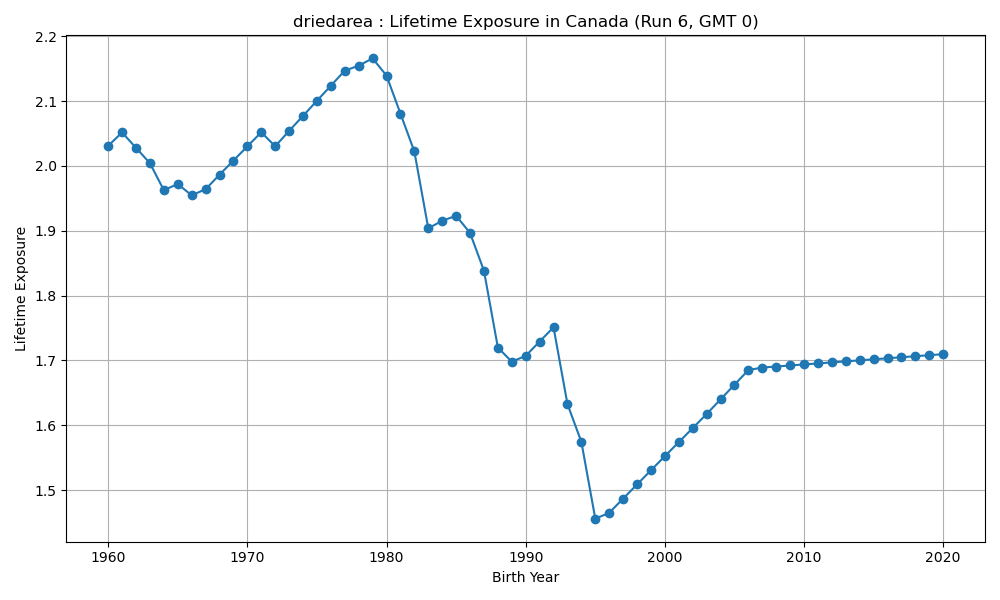 driedarea : Lifetime Exposure in Canada (Run 6, GMT 0)
2.2
2.1
2.0
1.9
1.8
1.7
1.6
1.5
Lifetime Exposure
1960 1970 1980 1990 2000 2010 2020
Birth Year